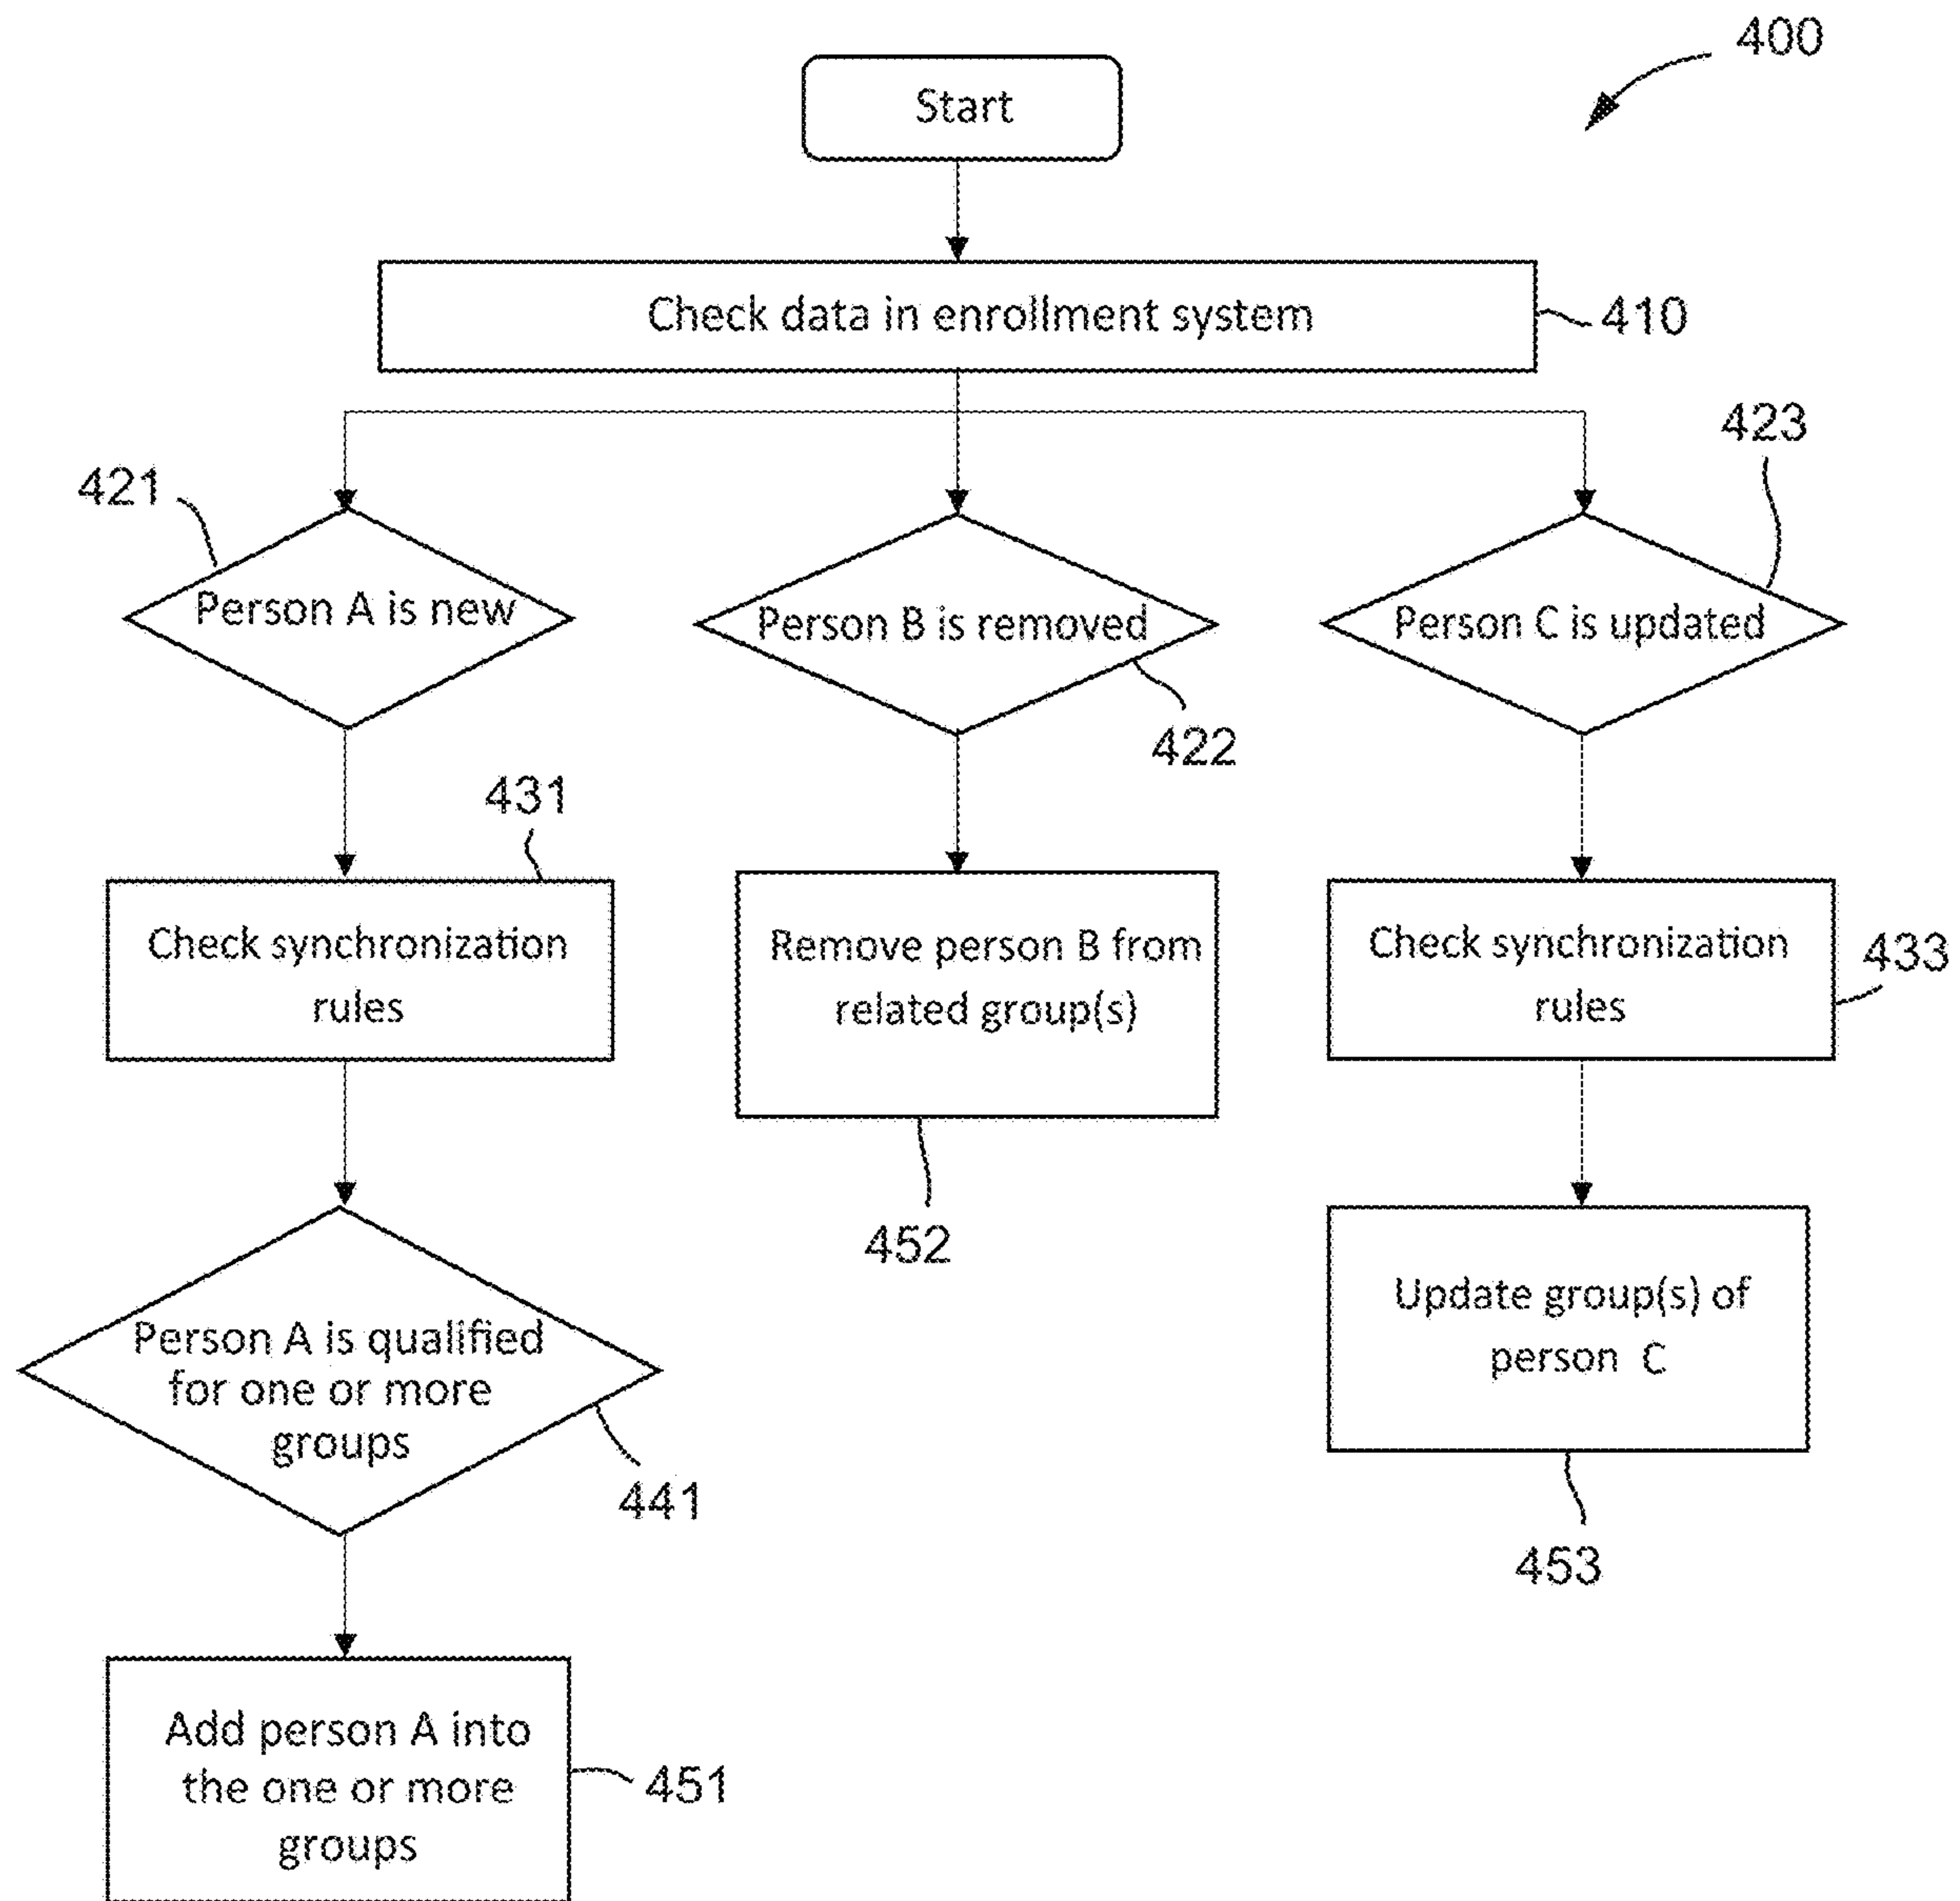 400
Start
Check data in enrollment system
410
421
423
Person A is new
Person B is removed
Person C is updated
422
431
Check synchronization
rules
Remove person B from
related group(s)
Check synchronization
rules
433
452
Person A is qualified
for one or more
groups
441
Update group(s) of
person C
453
Add person A into
the one or more
groups
451